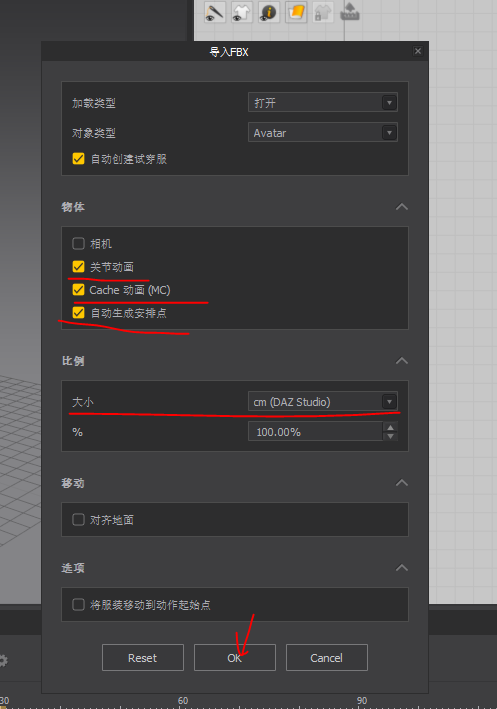 导入FBX
加载类型 打开
对象类型 Avatar
自动创建试穿服
物体
相机
关节动画
Cache 动画 (MC)
自动生成安排点
比例
大小 cm (DAZ Studio)
% 100.00%
移动
对齐地面
选项
将服装移动到动作起始点
Reset OK Cancel
30 60 90